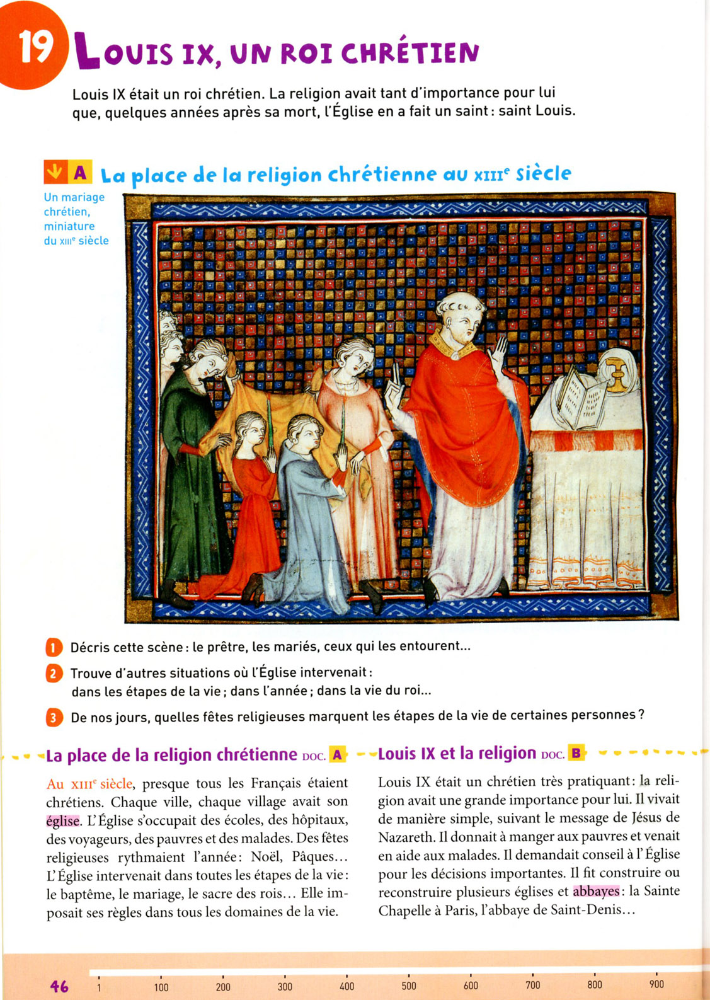 19
LOUIS IX, UN ROI CHRÉTIEN
Louis IX était un roi chrétien. La religion avait tant d'importance pour lui
que, quelques années après sa mort, l'Église en a fait un saint : saint Louis.
A La place de la religion chrétienne au XIIIe siècle
Un mariage
chrétien,
miniature
du XIIIe siècle
1 Décris cette scène : le prêtre, les mariés, ceux qui les entourent...
2 Trouve d'autres situations où l'Église intervenait :
dans les étapes de la vie ; dans l'année ; dans la vie du roi...
3 De nos jours, quelles fêtes religieuses marquent les étapes de la vie de certaines personnes ?
La place de la religion chrétienne DOC. A
Au XIIIe siècle, presque tous les Français étaient
chrétiens. Chaque ville, chaque village avait son
église. L'Église s'occupait des écoles, des hôpitaux,
des voyageurs, des pauvres et des malades. Des fêtes
religieuses rythmaient l'année : Noël, Pâques...
L'Église intervenait dans toutes les étapes de la vie :
le baptême, le mariage, le sacre des rois... Elle im-
posait ses règles dans tous les domaines de la vie.
Louis IX et la religion DOC. B
Louis IX était un chrétien très pratiquant : la reli-
gion avait une grande importance pour lui. Il vivait
de manière simple, suivant le message de Jésus de
Nazareth. Il donnait à manger aux pauvres et venait
en aide aux malades. Il demandait conseil à l'Église
pour les décisions importantes. Il fit construire ou
reconstruire plusieurs églises et abbayes : la Sainte
Chapelle à Paris, l'abbaye de Saint-Denis...
46
1 100 200 300 400 500 600 700 800 900